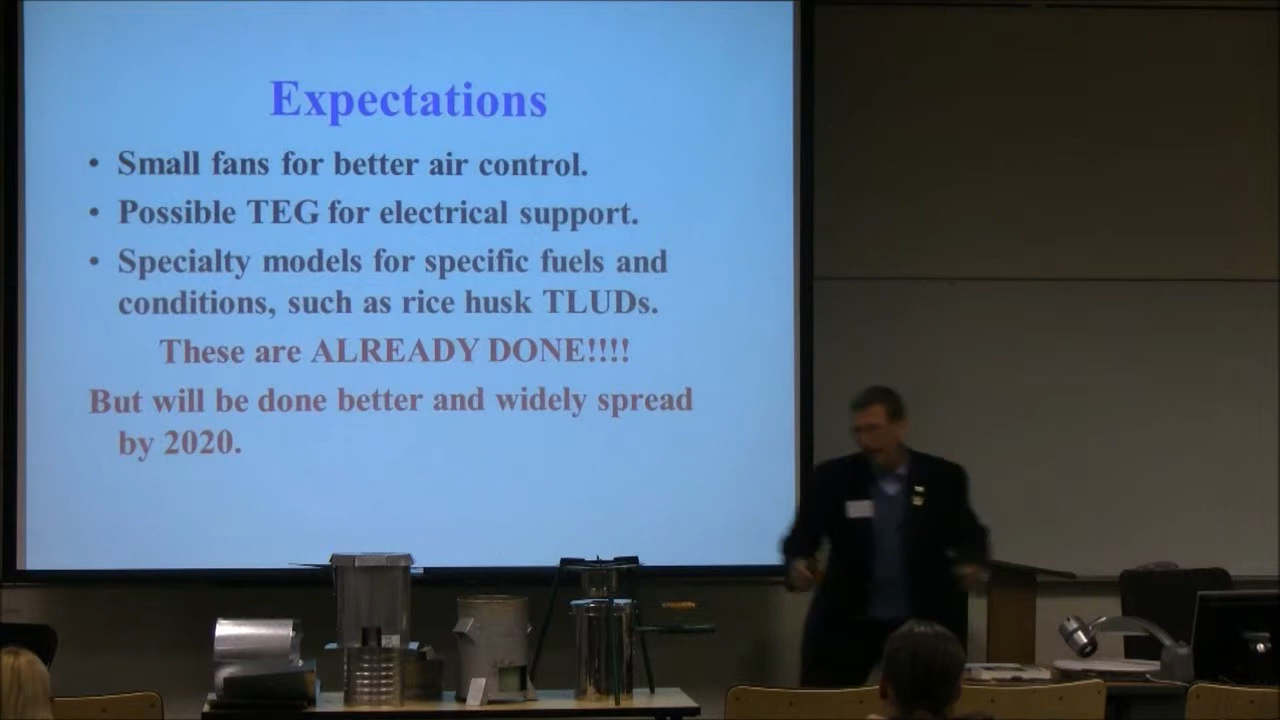 Expectations
• Small fans for better air control.
• Possible TEG for electrical support.
• Specialty models for specific fuels and
conditions, such as rice husk TLUDs.
These are ALREADY DONE!!!!
But will be done better and widely spread
by 2020.